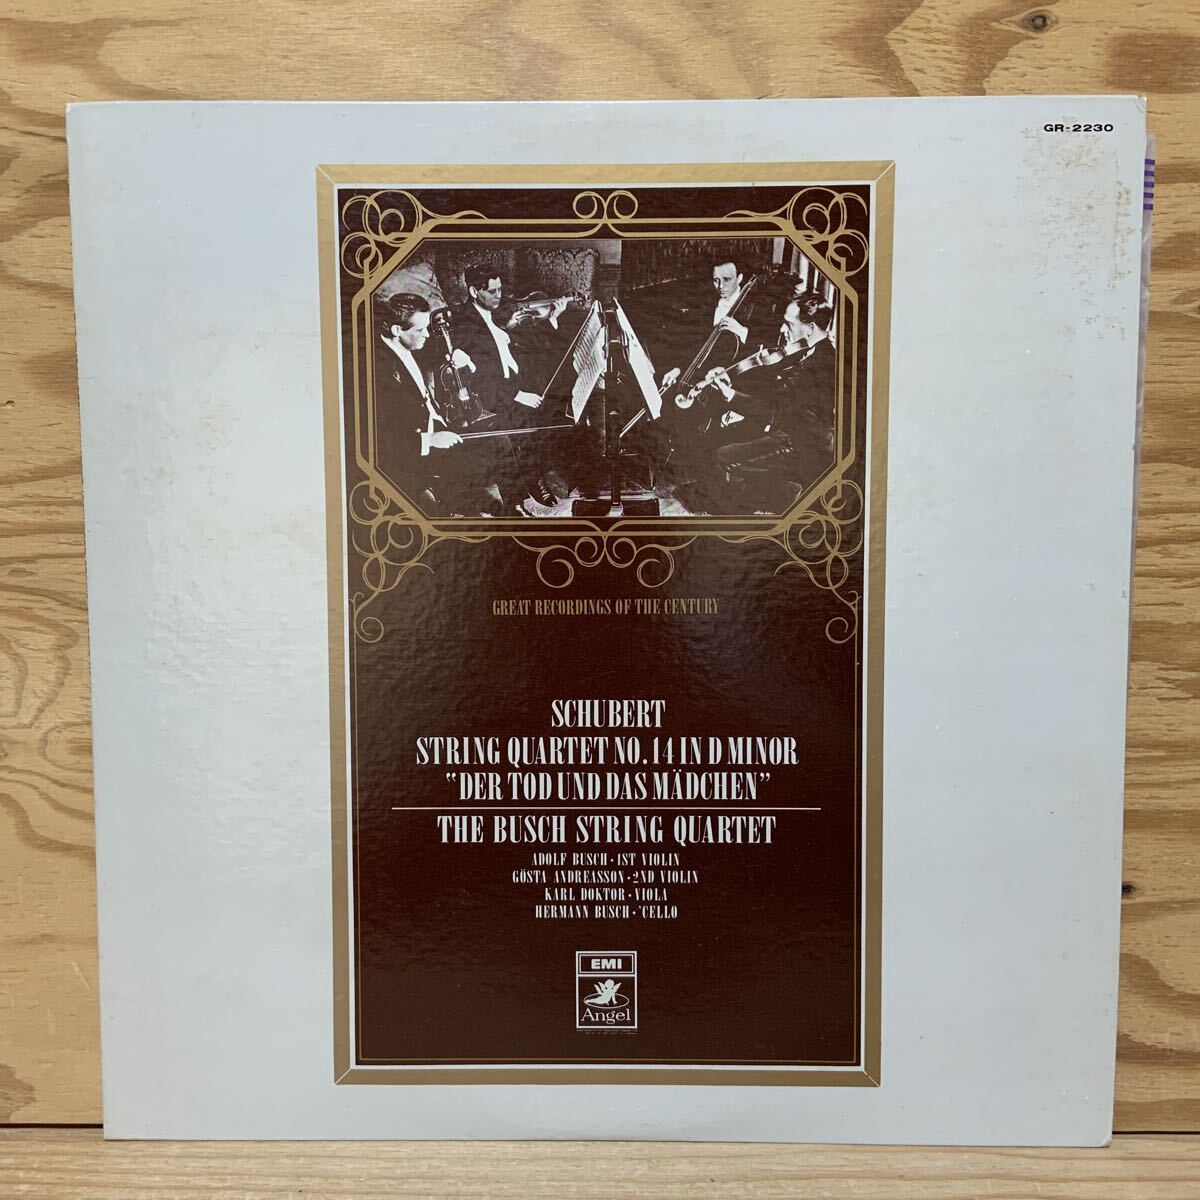 GR-2230
GREAT RECORDINGS OF THE CENTURY
SCHUBERT
STRING QUARTET NO. 14 IN D MINOR
“DER TOD UND DAS MÄDCHEN”
THE BUSCH STRING QUARTET
ADOLF BUSCH · 1ST VIOLIN
GÖSTA ANDREASSON · 2ND VIOLIN
KARL DOKTOR · VIOLA
HERMANN BUSCH · ’CELLO
EMI
Angel